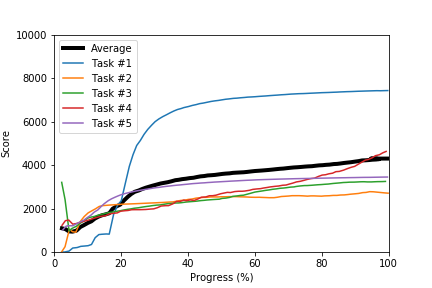 10000
8000
6000
4000
2000
0
Score
Average
Task #1
Task #2
Task #3
Task #4
Task #5
0
20
40
60
80
100
Progress (%)